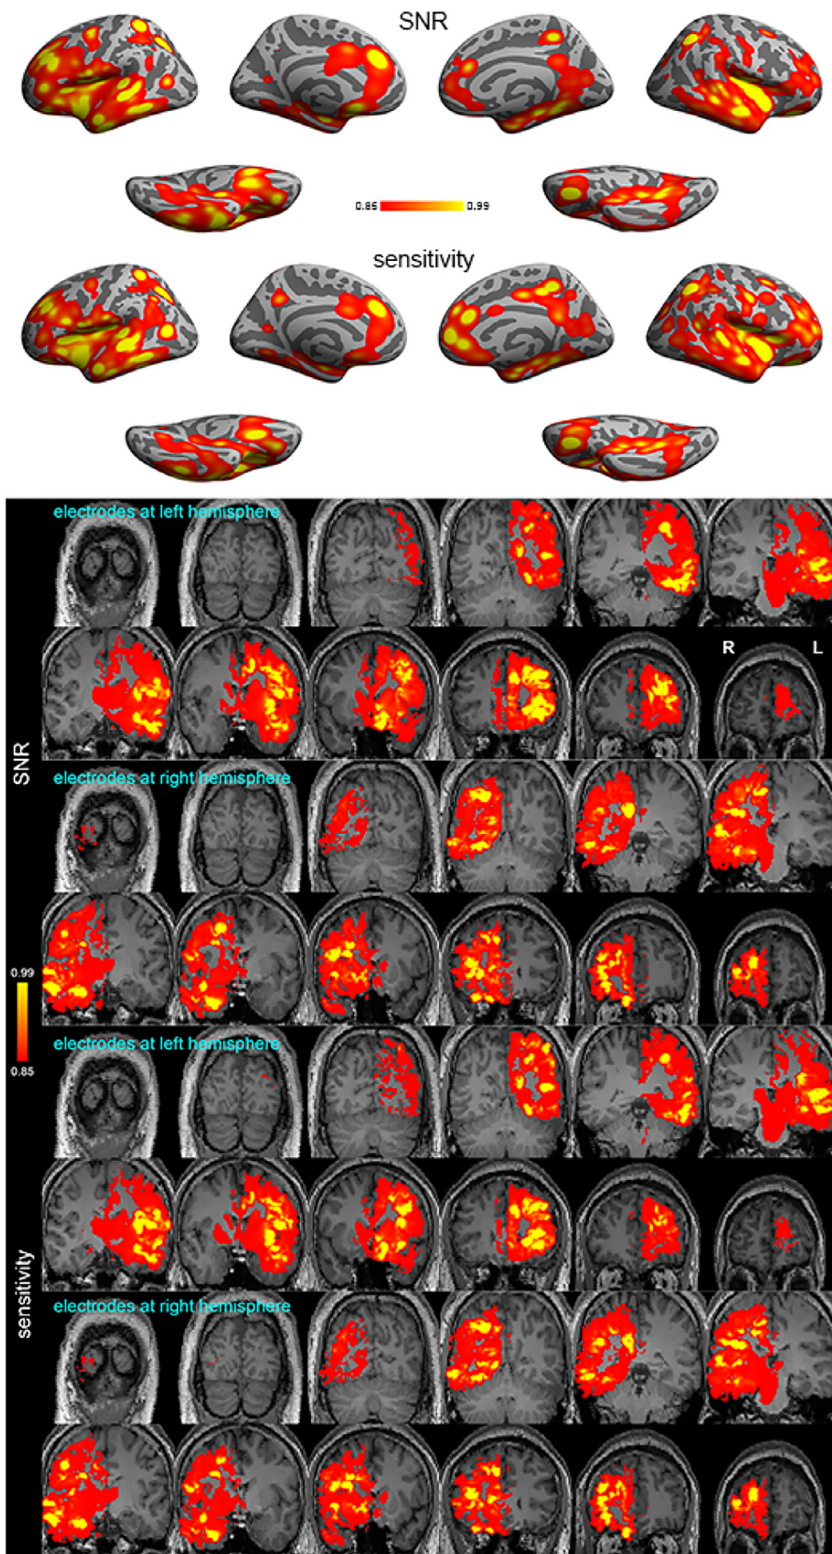 SNR
0.85 0.99
sensitivity
electrodes at left hemisphere
R L
SNR
electrodes at right hemisphere
0.99
0.85
electrodes at left hemisphere
sensitivity
electrodes at right hemisphere